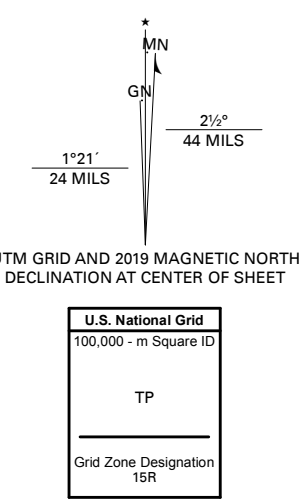 ★
MN
GN
2½°
44 MILS
1°21´
24 MILS
UTM GRID AND 2019 MAGNETIC NORTH
DECLINATION AT CENTER OF SHEET
U.S. National Grid
100,000 - m Square ID
TP
Grid Zone Designation
15R